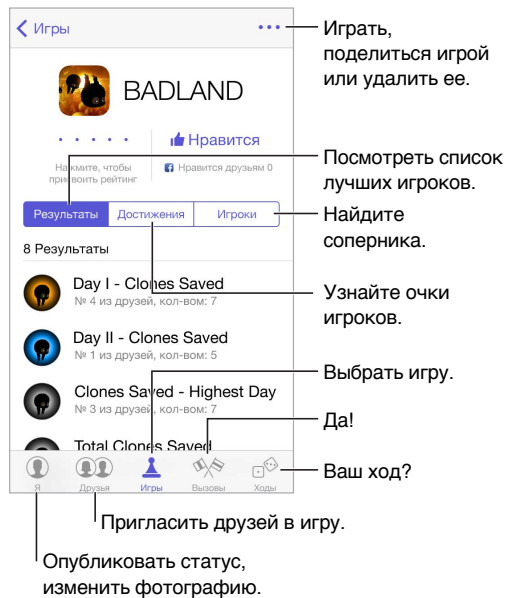 Игры
BADLAND
Нравится
Нажмите, чтобы
присвоить рейтинг
Нравится друзьям 0
Результаты
Достижения
Игроки
8 Результаты
Day I - Clones Saved
№ 4 из друзей, кол-вом: 7
Day II - Clones Saved
№ 1 из друзей, кол-вом: 5
Clones Saved - Highest Day
№ 3 из друзей, кол-вом: 7
Total Clones Saved
Я
Друзья
Игры
Вызовы
Ходы
Играть,
поделиться игрой
или удалить ее.
Посмотреть список
лучших игроков.
Найдите
соперника.
Узнайте очки
игроков.
Выбрать игру.
Да!
Ваш ход?
Пригласить друзей в игру.
Опубликовать статус,
изменить фотографию.